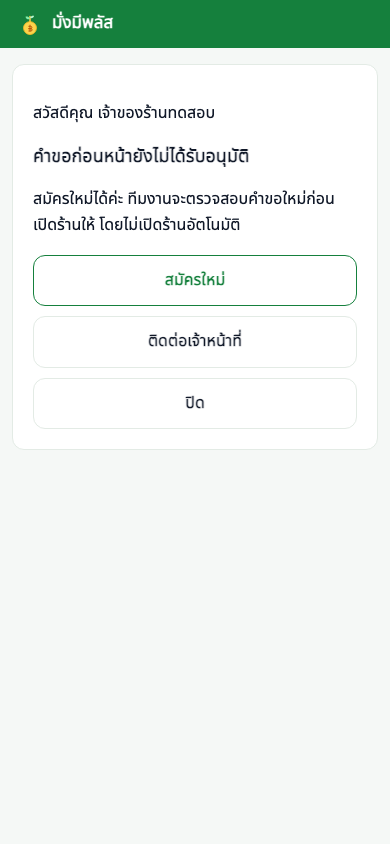 มั่งมีพลัส
สวัสดีคุณ เจ้าของร้านทดสอบ
คำขอก่อนหน้ายังไม่ได้รับอนุมัติ
สมัครใหม่ได้ค่ะ ทีมงานจะตรวจสอบคำขอใหม่ก่อน
เปิดร้านให้ โดยไม่เปิดร้านอัตโนมัติ
สมัครใหม่
ติดต่อเจ้าหน้าที่
ปิด